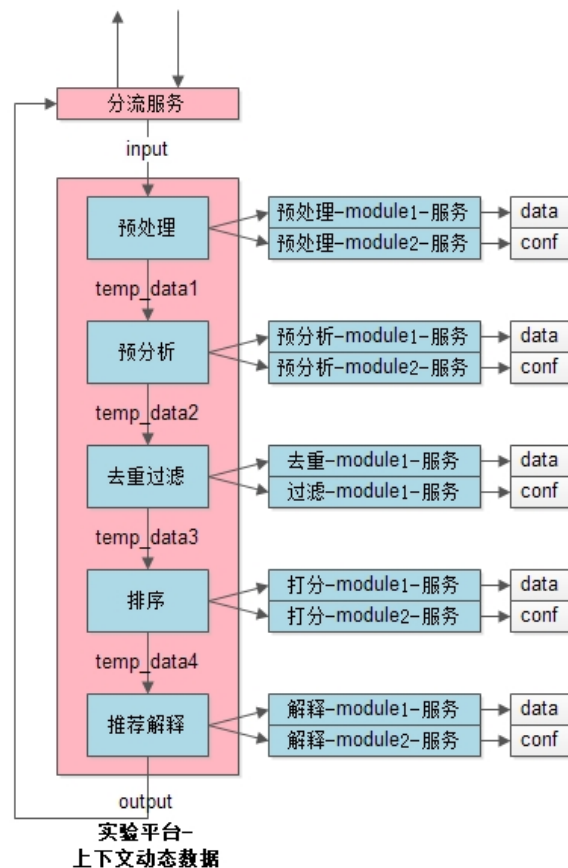 分流服务
input
预处理
预处理-module1-服务
data
预处理-module2-服务
conf
temp_data1
预分析
预分析-module1-服务
data
预分析-module2-服务
conf
temp_data2
去重过滤
去重-module1-服务
data
过滤-module1-服务
conf
temp_data3
排序
打分-module1-服务
data
打分-module2-服务
conf
temp_data4
推荐解释
解释-module1-服务
data
解释-module2-服务
conf
output
实验平台-
上下文动态数据